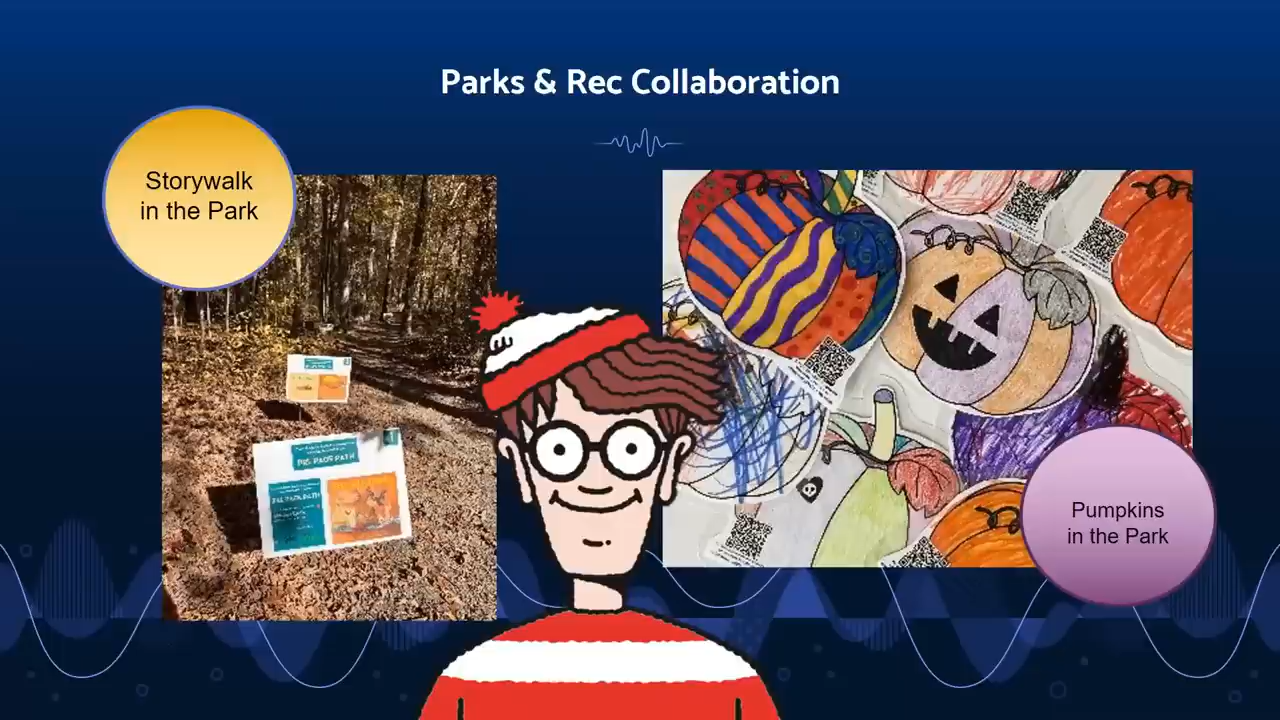 Parks & Rec Collaboration
Storywalk
in the Park
Pumpkins
in the Park